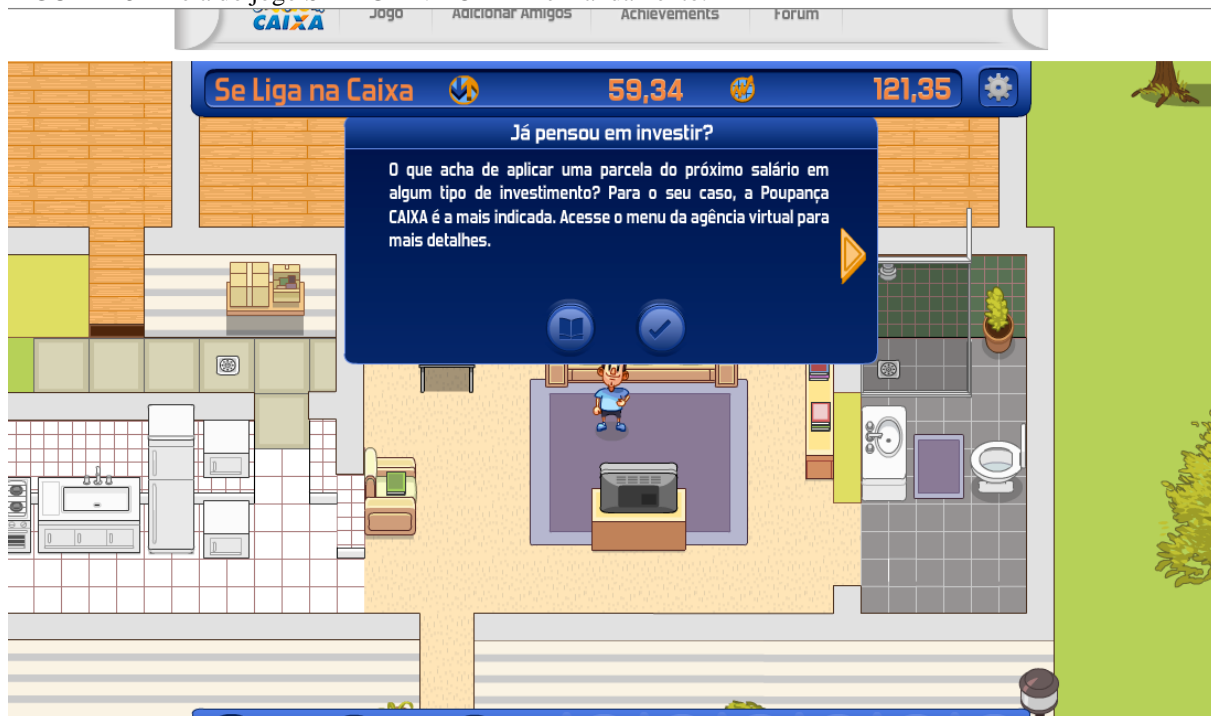 CAIXA
Jogo
Adicionar Amigos
Achievements
Forum
Se Liga na Caixa
59,34
121,35
Já pensou em investir?
O que acha de aplicar uma parcela do próximo salário em
algum tipo de investimento? Para o seu caso, a Poupança
CAIXA é a mais indicada. Acesse o menu da agência virtual para
mais detalhes.